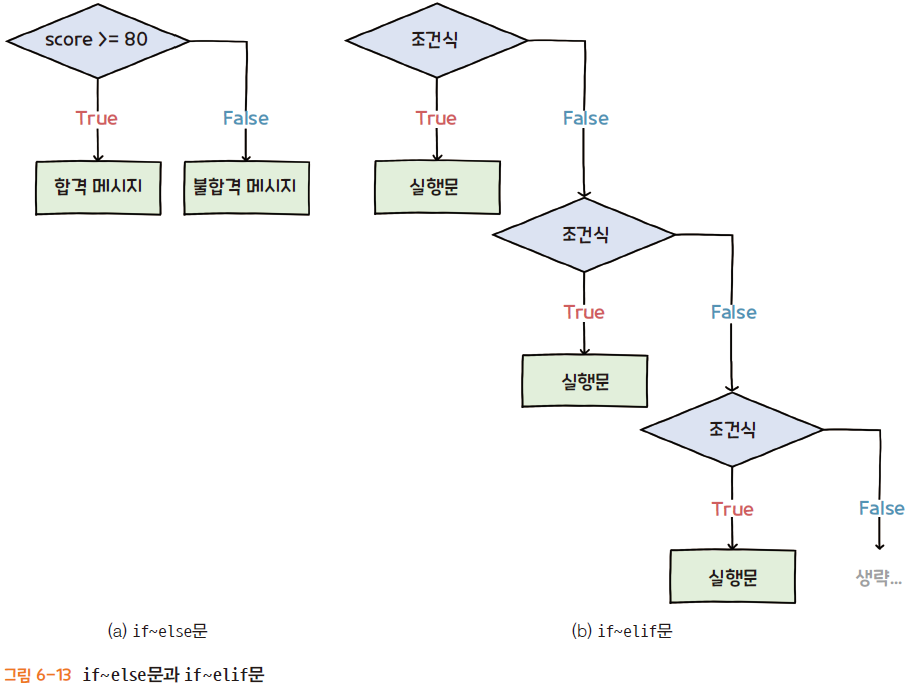 score >= 80
True
False
합격 메시지
불합격 메시지
(a) if~else문
조건식
True
False
실행문
조건식
True
False
실행문
조건식
True
False
실행문
생략...
(b) if~elif문
그림 6-13 if~else문과 if~elif문